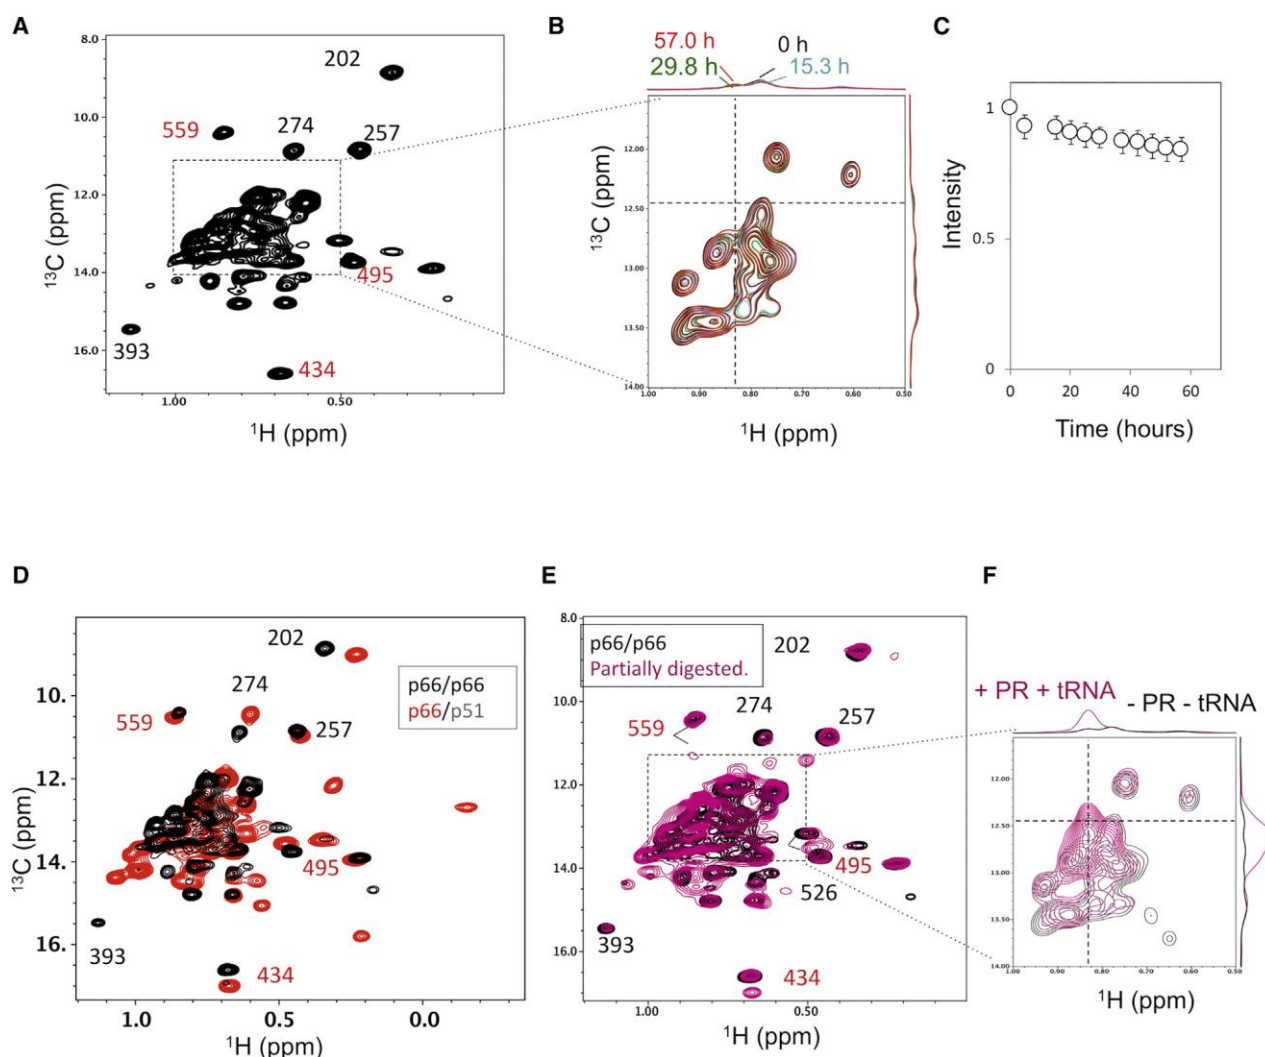 A
8.0
10.0
12.0
14.0
16.0
¹³C (ppm)
202
559
274
257
495
393
434
1.00
0.50
¹H (ppm)
B
57.0 h
0 h
29.8 h
15.3 h
12.00
12.50
13.00
13.50
14.00
¹³C (ppm)
1.00
0.90
0.80
0.70
0.60
0.50
¹H (ppm)
C
1
0.5
0
Intensity
0
20
40
60
Time (hours)
D
10.
12.
14.
16.
¹³C (ppm)
202
p66/p66
p66/p51
274
559
257
495
393
434
1.0
0.5
0.0
¹H (ppm)
E
8.0
10.0
12.0
14.0
16.0
p66/p66
Partially digested.
202
274
257
559
495
526
393
434
1.00
0.50
¹H (ppm)
F
+ PR + tRNA
- PR - tRNA
12.00
12.50
13.00
13.50
14.00
1.00
0.90
0.80
0.70
0.60
0.50
¹H (ppm)